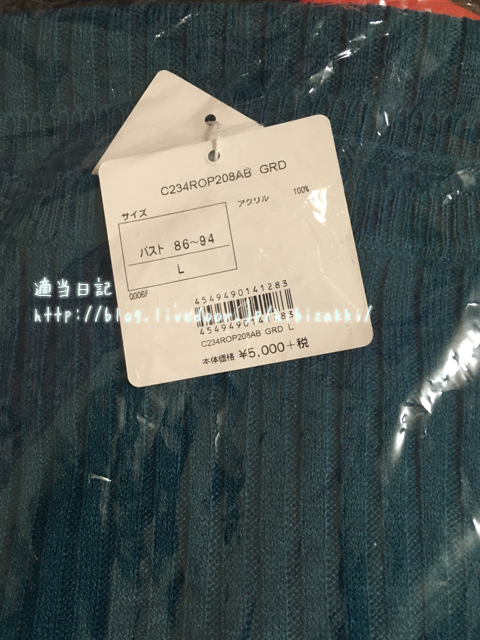 C234ROP208AB GRD
サイズ
アクリル 100%
バスト 86~94
L
0006F
4549490141283
4549490141283
C234ROP208AB GRD L
本体価格 ¥5,000+税
適当日記